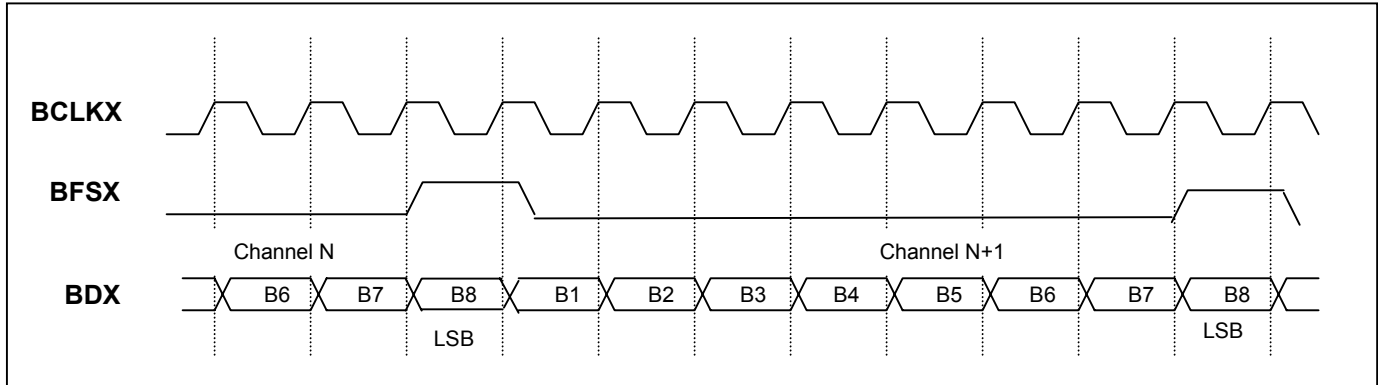 BCLKX
BFSX
Channel N
Channel N+1
BDX
B6 B7 B8 B1 B2 B3 B4 B5 B6 B7 B8
LSB
LSB